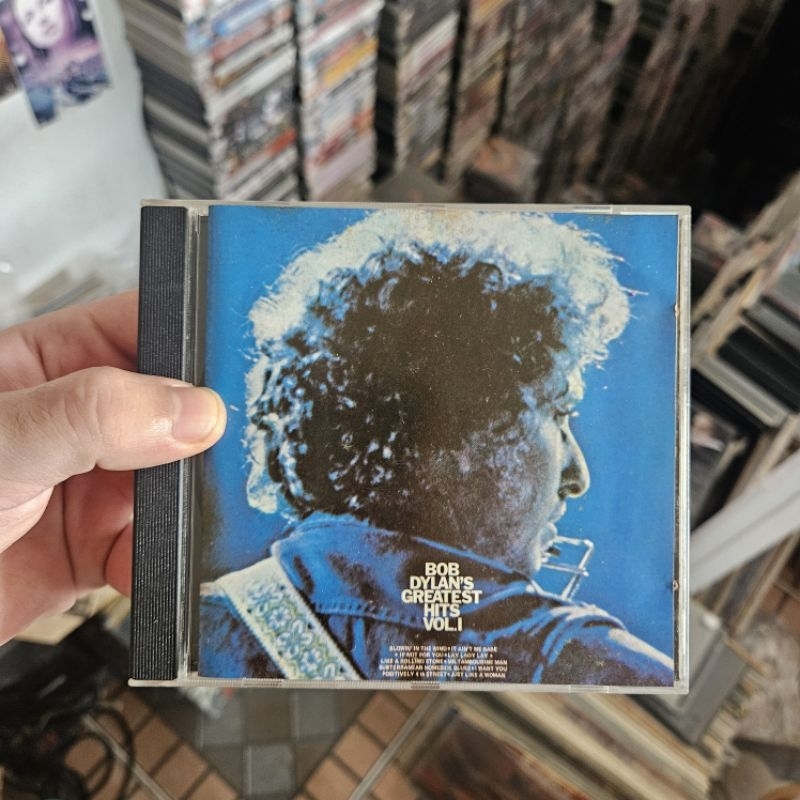 BOB
DYLAN'S
GREATEST
HITS
VOL.I
BLOWIN' IN THE WIND • IT AIN'T ME BABE
• IF NOT FOR YOU • LAY LADY LAY •
LIKE A ROLLING STONE • MR. TAMBOURINE MAN
SUBTERRANEAN HOMESICK BLUES • I WANT YOU
POSITIVELY 4 th STREET • JUST LIKE A WOMAN